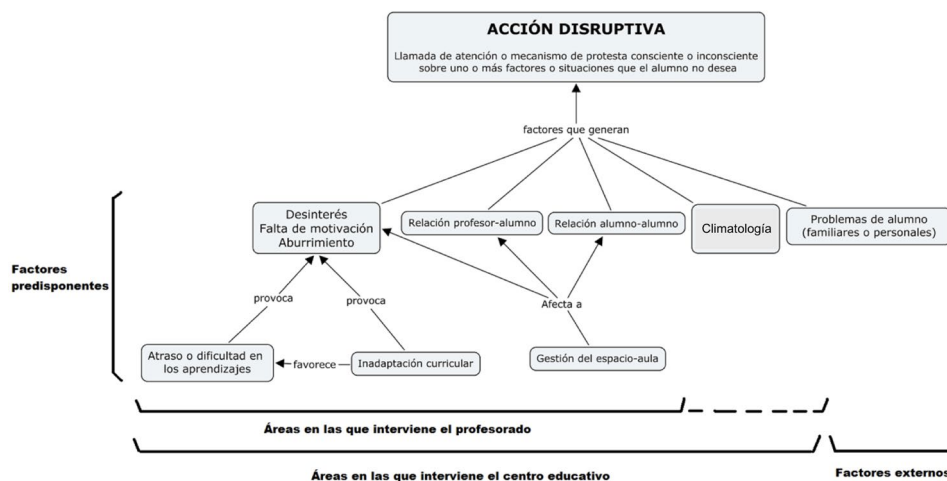 ACCIÓN DISRUPTIVA
Llamada de atención o mecanismo de protesta consciente o inconsciente
sobre uno o más factores o situaciones que el alumno no desea
factores que generan
Desinterés
Falta de motivación
Aburrimiento
Relación profesor-alumno
Relación alumno-alumno
Climatología
Problemas de alumno
(familiares o personales)
Factores
predisponentes
provoca
provoca
Afecta a
Atraso o dificultad en
los aprendizajes
favorece
Inadaptación curricular
Gestión del espacio-aula
Áreas en las que interviene el profesorado
Áreas en las que interviene el centro educativo
Factores externos